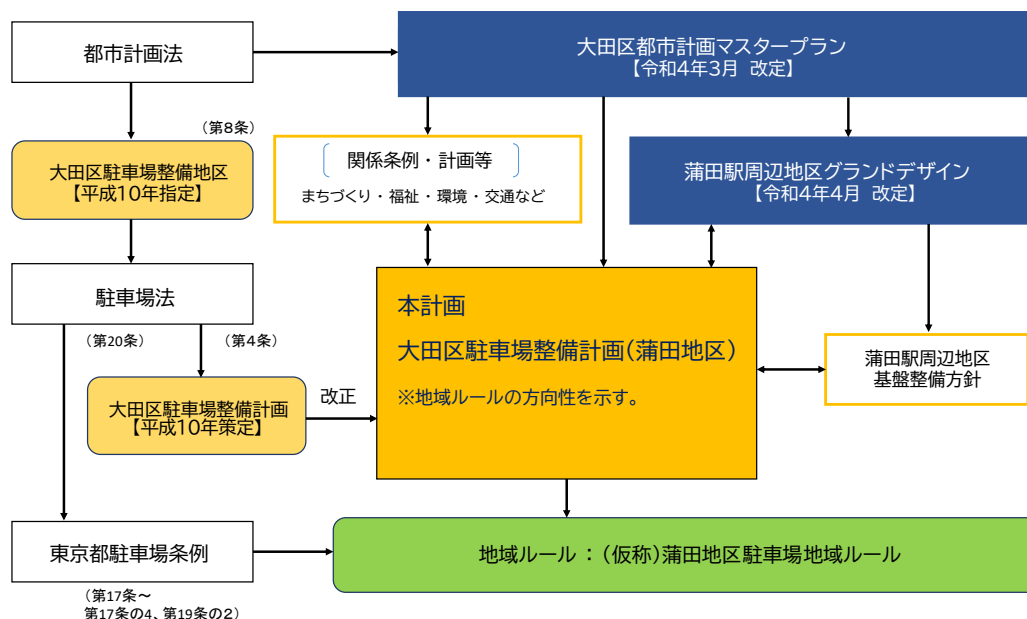 都市計画法
大田区都市計画マスタープラン
【令和4年3月 改定】
（第8条）
大田区駐車場整備地区
【平成10年指定】
関係条例・計画等
まちづくり・福祉・環境・交通など
蒲田駅周辺地区グランドデザイン
【令和4年4月 改定】
駐車場法
（第20条）
（第4条）
本計画
大田区駐車場整備計画(蒲田地区)
※地域ルールの方向性を示す。
蒲田駅周辺地区
基盤整備方針
大田区駐車場整備計画
【平成10年策定】
改正
東京都駐車場条例
地域ルール：(仮称)蒲田地区駐車場地域ルール
（第17条～
第17条の4、第19条の2）